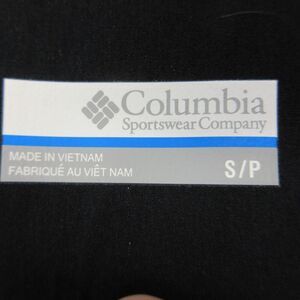 Columbia
Sportswear Company
MADE IN VIETNAM
FABRIQUÉ AU VIÊT NAM
S/P